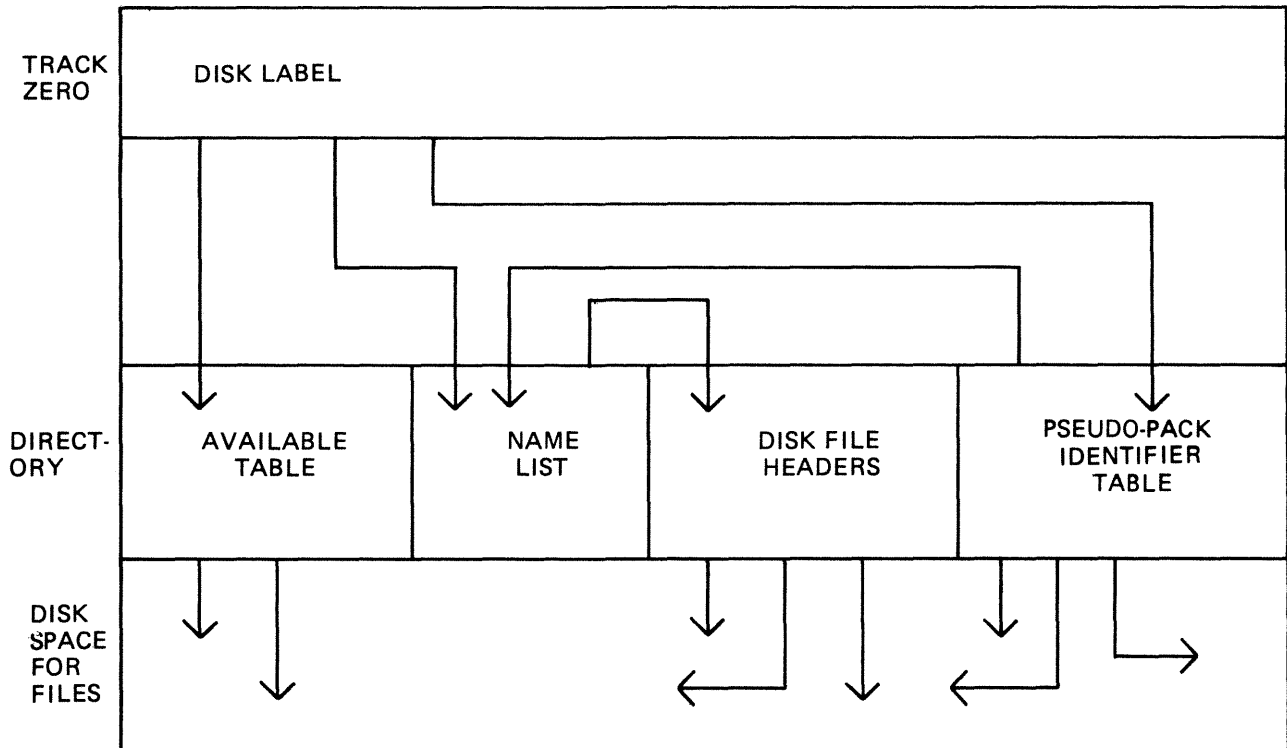 TRACK
ZERO
DISK LABEL
DIRECT-
ORY
AVAILABLE
TABLE
NAME
LIST
DISK FILE
HEADERS
PSEUDO-PACK
IDENTIFIER
TABLE
DISK
SPACE
FOR
FILES